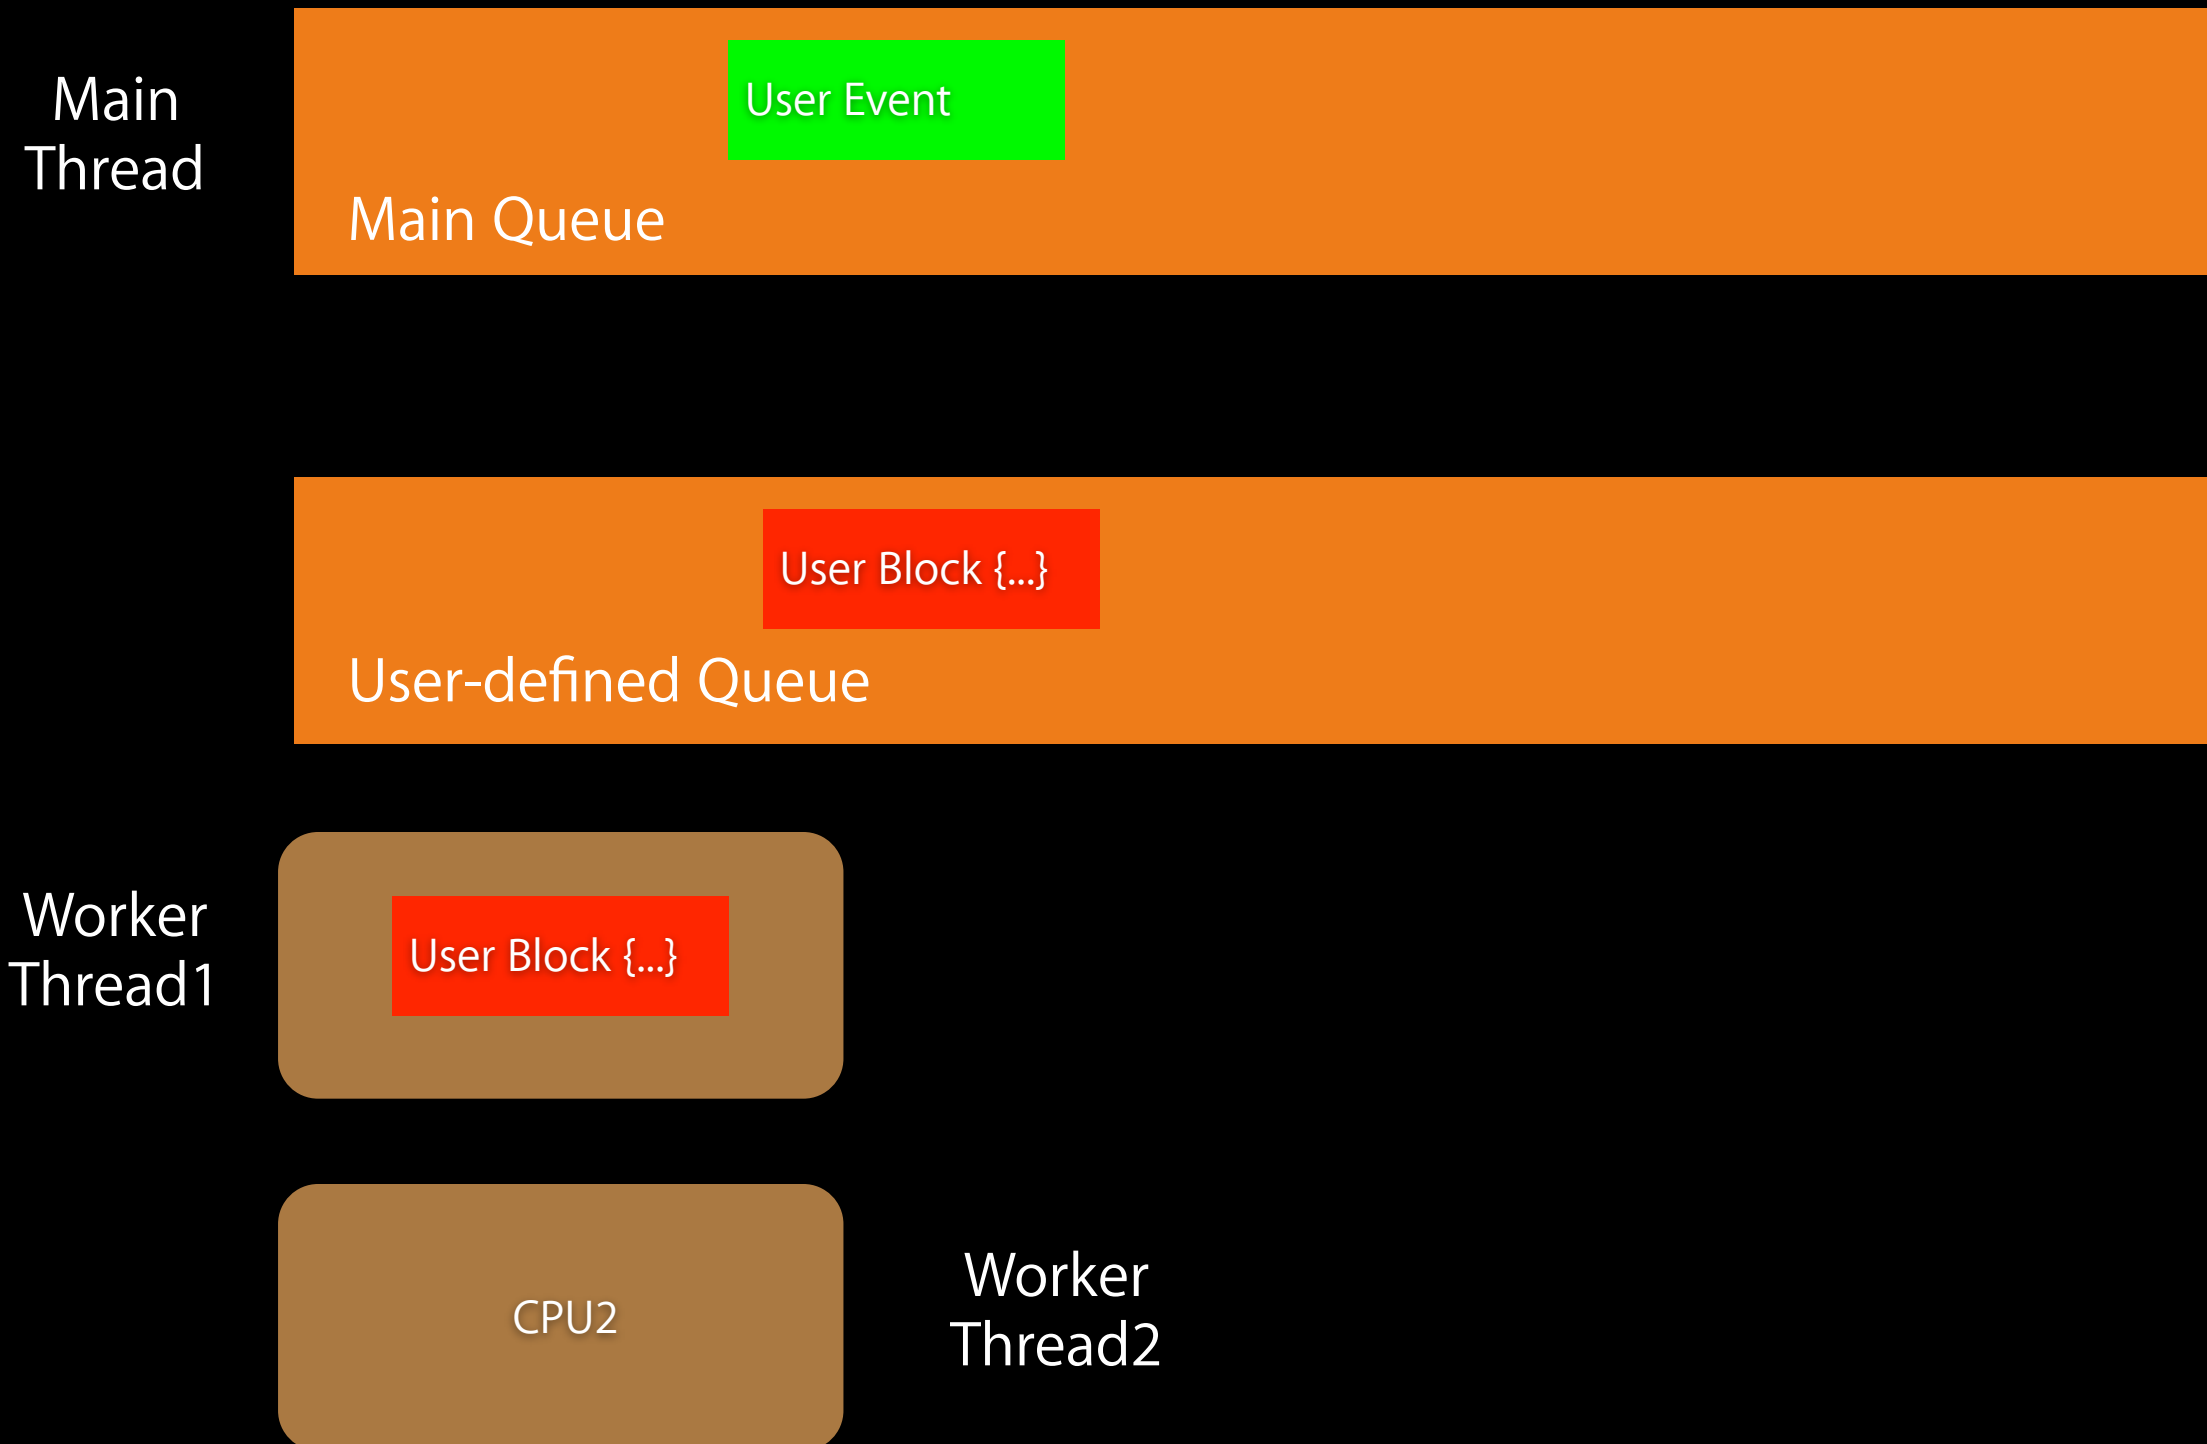 Main
Thread
User Event
Main Queue
User Block {...}
User-defined Queue
Worker
Thread1
User Block {...}
CPU2
Worker
Thread2